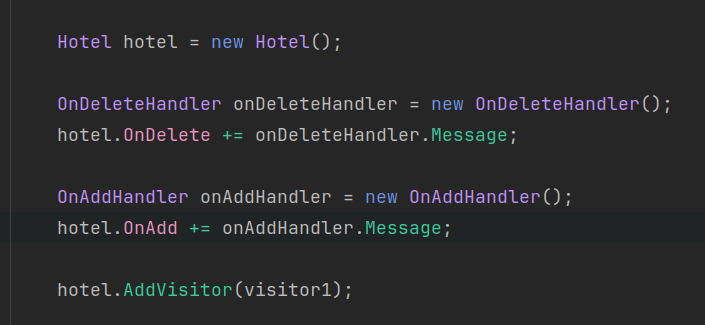 Hotel hotel = new Hotel();
OnDeleteHandler onDeleteHandler = new OnDeleteHandler();
hotel.OnDelete += onDeleteHandler.Message;
OnAddHandler onAddHandler = new OnAddHandler();
hotel.OnAdd += onAddHandler.Message;
hotel.AddVisitor(visitor1);